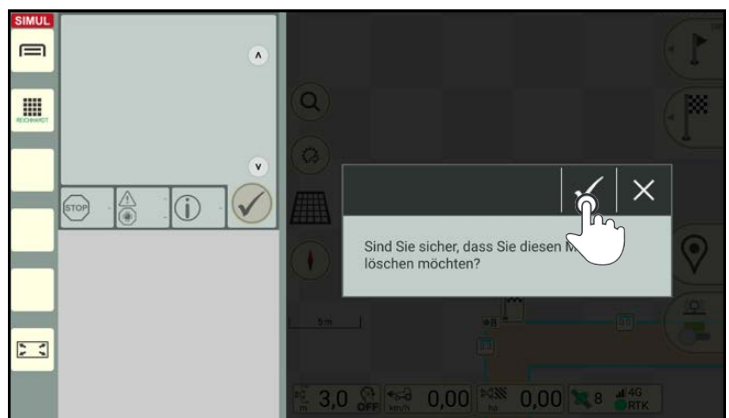 SIMUL
REICHHARDT
STOP
Sind Sie sicher, dass Sie diesen
löschen möchten?
5 m
m 3,0 OFF km/h 0,00 ha 0,00 8 4G
RTK